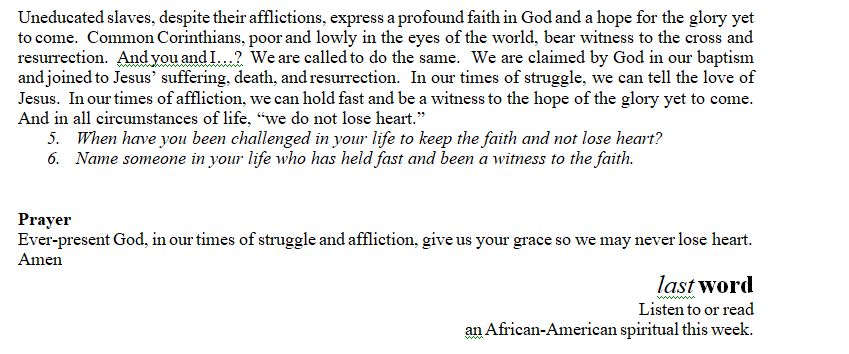 Uneducated slaves, despite their afflictions, express a profound faith in God and a hope for the glory yet
to come.  Common Corinthians, poor and lowly in the eyes of the world, bear witness to the cross and
resurrection.  And you and I…?  We are called to do the same.  We are claimed by God in our baptism
and joined to Jesus’ suffering, death, and resurrection.  In our times of struggle, we can tell the love of
Jesus.  In our times of affliction, we can hold fast and be a witness to the hope of the glory yet to come.
And in all circumstances of life, “we do not lose heart.”
5. When have you been challenged in your life to keep the faith and not lose heart?
6. Name someone in your life who has held fast and been a witness to the faith.
Prayer
Ever-present God, in our times of struggle and affliction, give us your grace so we may never lose heart.
Amen
last word
Listen to or read
an African-American spiritual this week.